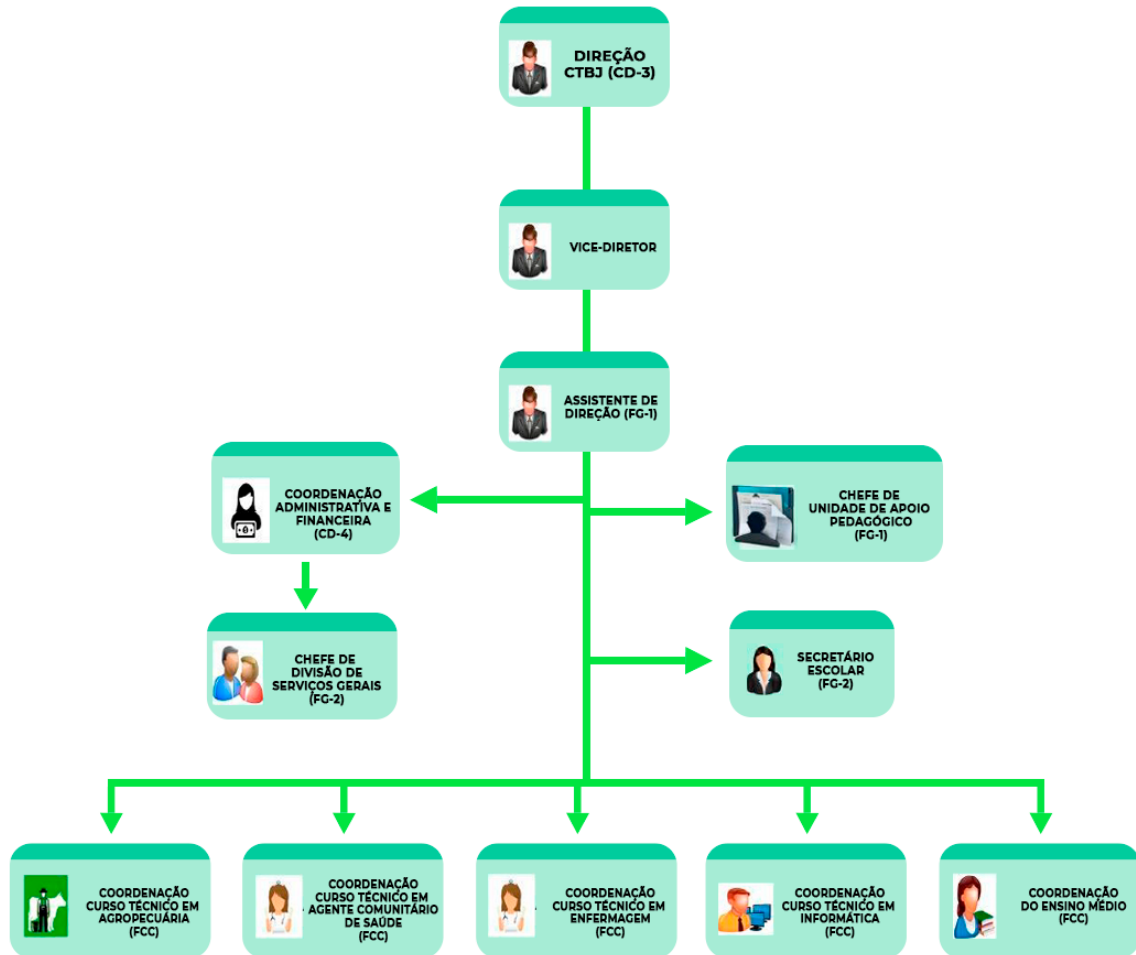 DIREÇÃO
CTBJ (CD-3)
VICE-DIRETOR
ASSISTENTE DE
DIREÇÃO (FG-1)
COORDENAÇÃO
ADMINISTRATIVA E
FINANCEIRA
(CD-4)
CHEFE DE
UNIDADE DE APOIO
PEDAGÓGICO
(FG-1)
CHEFE DE
DIVISÃO DE
SERVIÇOS GERAIS
(FG-2)
SECRETÁRIO
ESCOLAR
(FG-2)
COORDENAÇÃO
CURSO TÉCNICO EM
AGROPECUÁRIA
(FCC)
COORDENAÇÃO
CURSO TÉCNICO EM
AGENTE COMUNITÁRIO
DE SAÚDE
(FCC)
COORDENAÇÃO
CURSO TÉCNICO EM
ENFERMAGEM
(FCC)
COORDENAÇÃO
CURSO TÉCNICO EM
INFORMÁTICA
(FCC)
COORDENAÇÃO
DO ENSINO MÉDIO
(FCC)